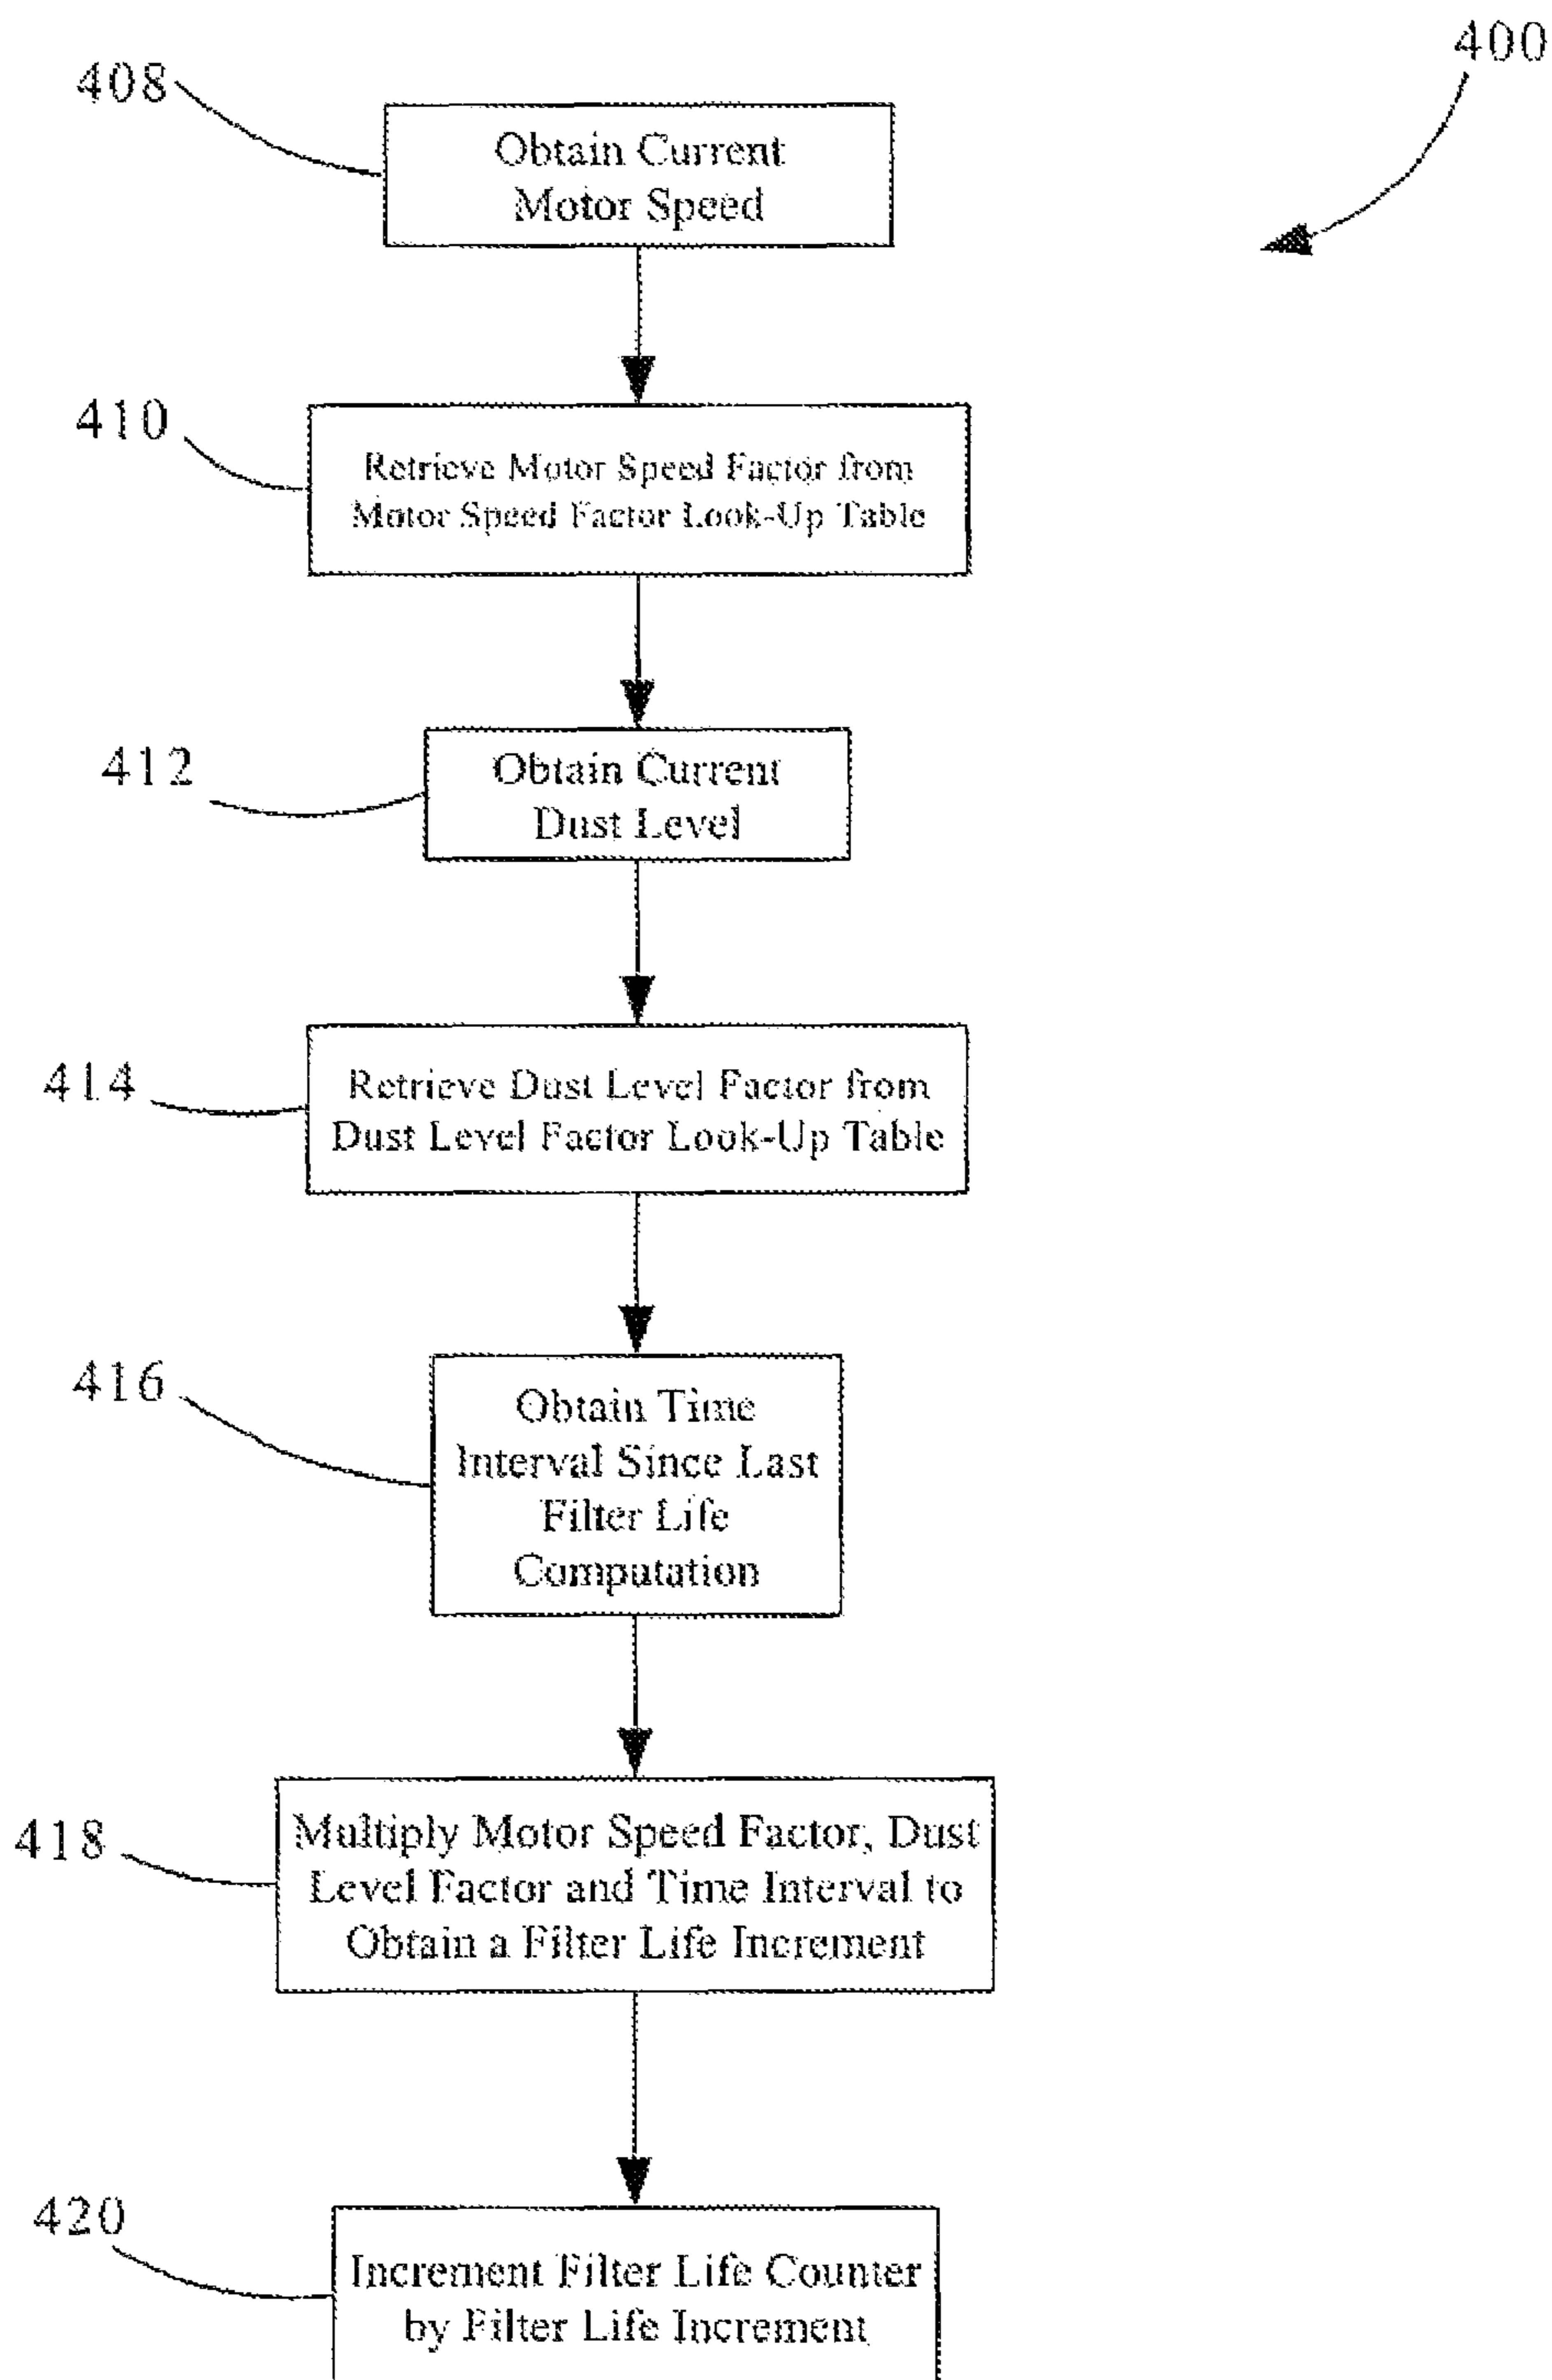 400
408
Obtain Current
Motor Speed
410
Retrieve Motor Speed Factor from
Motor Speed Factor Look-Up Table
412
Obtain Current
Dust Level
414
Retrieve Dust Level Factor from
Dust Level Factor Look-Up Table
416
Obtain Time
Interval Since Last
Filter Life
Computation
418
Multiply Motor Speed Factor, Dust
Level Factor and Time Interval to
Obtain a Filter Life Increment
420
Increment Filter Life Counter
by Filter Life Increment